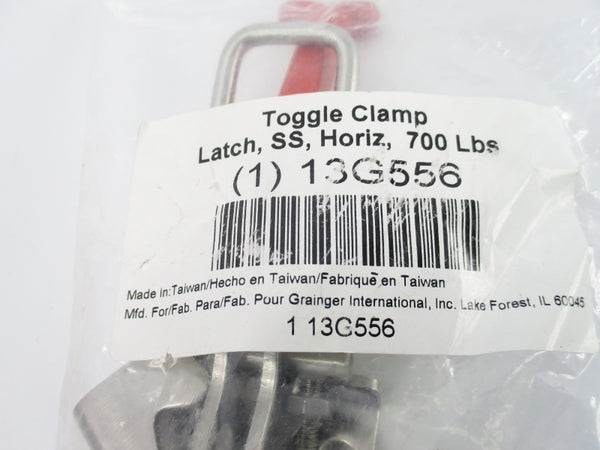 Toggle Clamp
Latch, SS, Horiz, 700 Lbs
(1) 13G556
Made In:Taiwan/Hecho en Taiwan/Fabriqué en Taiwan
Mfd. For/Fab. Para/Fab. Pour Grainger International, Inc. Lake Forest, IL 60045
1 13G556